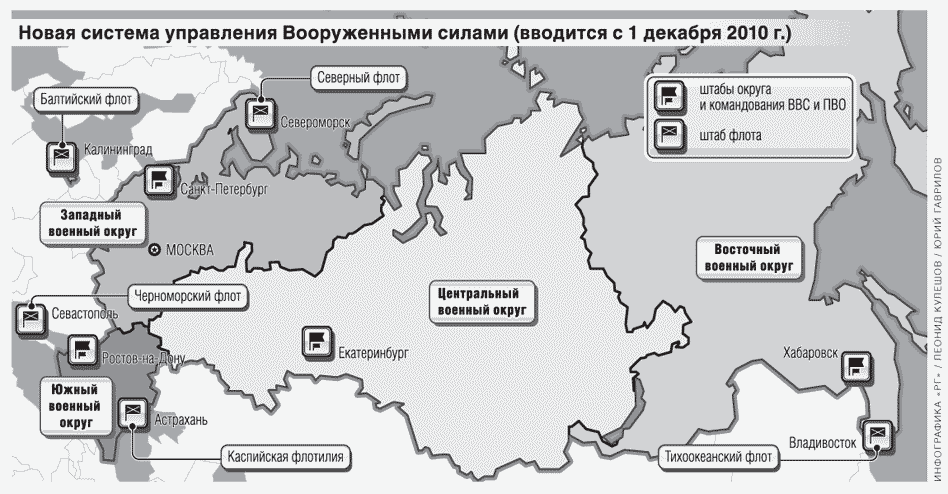 Новая система управления Вооруженными силами (вводится с 1 декабря 2010 г.)
Северный флот
Балтийский флот
штабы округа
и командования ВВС и ПВО
штаб флота
Североморск
Калининград
Санкт-Петербург
Западный
военный округ
МОСКВА
Восточный
военный округ
Черноморский флот
Центральный
военный округ
Севастополь
Ростов-на-Дону
Екатеринбург
Хабаровск
Южный
военный
округ
Астрахань
Владивосток
Каспийская флотилия
Тихоокеанский флот
ИНФОГРАФИКА «РГ» / ЛЕОНИД КУЛЕШОВ / ЮРИЙ ГАВРИЛОВ